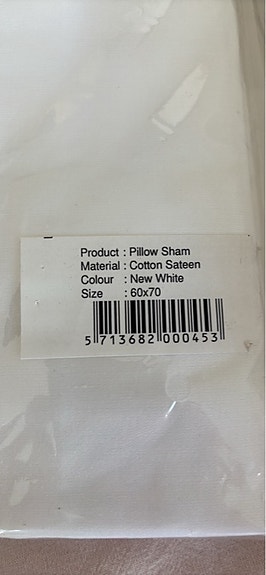 Product : Pillow Sham
Material : Cotton Sateen
Colour : New White
Size : 60x70
5 713682 000453